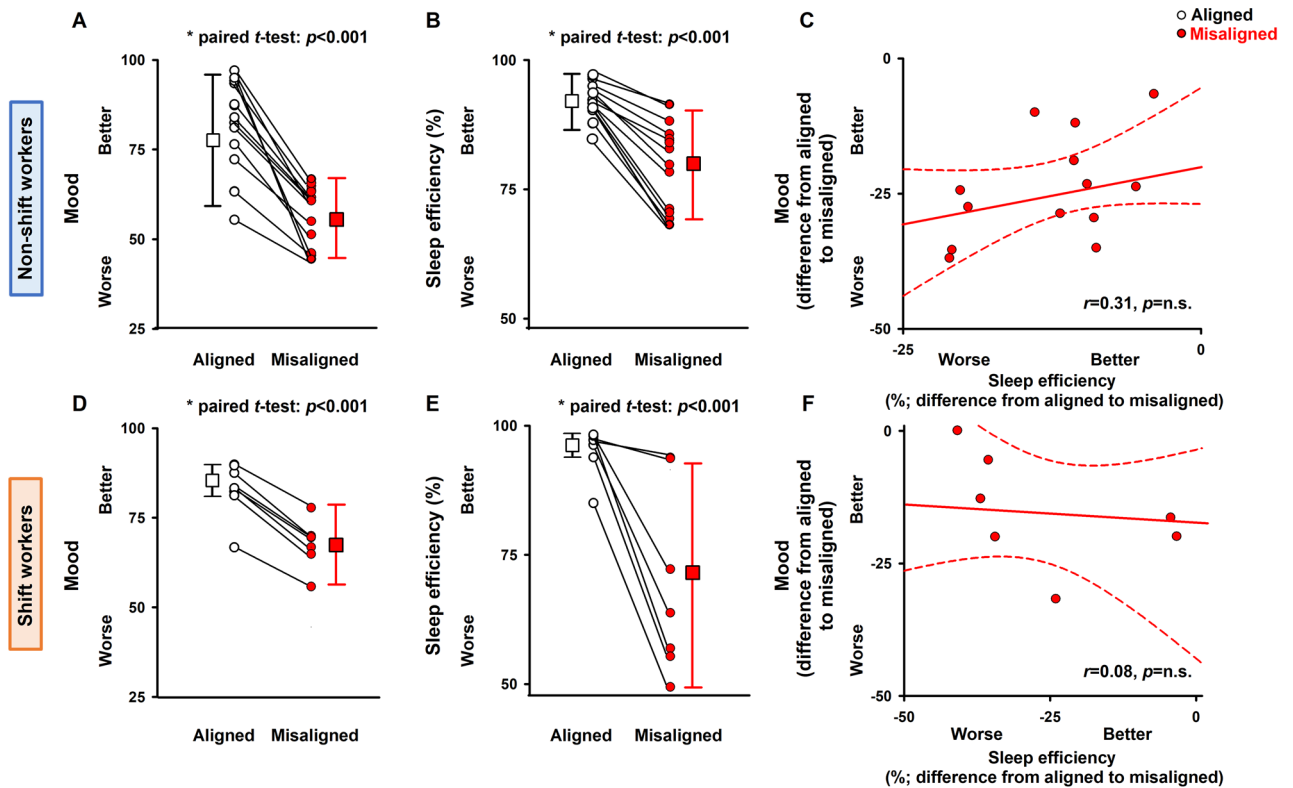 Aligned
Misaligned
Non-shift workers
A
* paired t-test: p<0.001
Mood
Better
Worse
100
75
50
25
Aligned
Misaligned
B
* paired t-test: p<0.001
Sleep efficiency (%)
Better
Worse
100
75
50
Aligned
Misaligned
C
Mood
(difference from aligned
to misaligned)
Better
Worse
0
-25
-50
r=0.31, p=n.s.
-25
0
Worse
Better
Sleep efficiency
(%; difference from aligned to misaligned)
Shift workers
D
* paired t-test: p<0.001
Mood
Better
Worse
100
75
50
25
Aligned
Misaligned
E
* paired t-test: p<0.001
Sleep efficiency (%)
Better
Worse
100
75
50
Aligned
Misaligned
F
Mood
(difference from aligned
to misaligned)
Better
Worse
0
-25
-50
r=0.08, p=n.s.
-50
-25
0
Worse
Better
Sleep efficiency
(%; difference from aligned to misaligned)